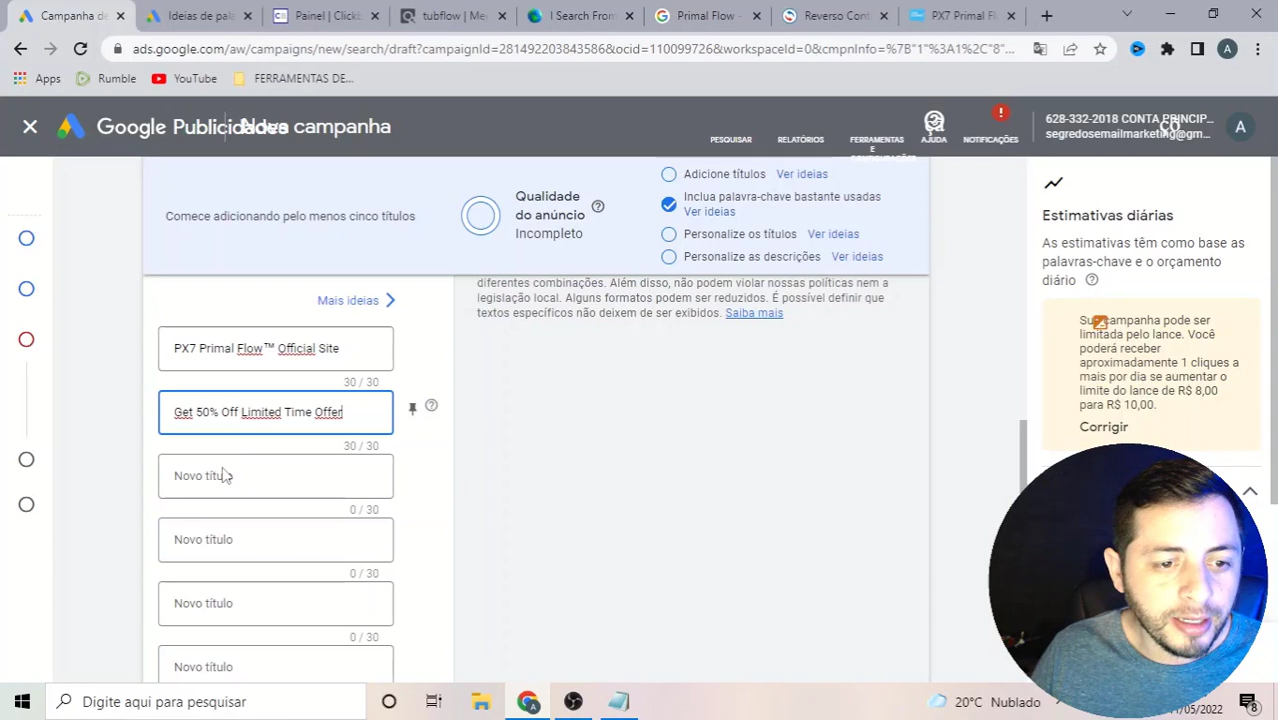 Campanha de
Ideias de pala
Painel | Click
tubflow | Me
I Search From
Primal Flow -
Reverso Cont
PX7 Primal Fl
ads.google.com/aw/campaigns/new/search/draft?campaignId=281492203843586&ocid=110099726&workspaceId=0&cmpnInfo=%7B"1"%3A1%2C"8"...
Apps
Rumble
YouTube
FERRAMENTAS DE...
Google Publicidades
Nova campanha
PESQUISAR
RELATÓRIOS
FERRAMENTAS
E
CONFIGURAÇÕES
AJUDA
NOTIFICAÇÕES
628-332-2018 CONTA PRINCIP...
segredosemailmarketing@gm...
A
Comece adicionando pelo menos cinco títulos
Qualidade
do anúncio
Incompleto
Adicione títulos Ver ideias
Inclua palavra-chave bastante usadas
Ver ideias
Personalize os títulos Ver ideias
Personalize as descrições Ver ideias
Mais ideias
PX7 Primal Flow™ Official Site
30 / 30
Get 50% Off Limited Time Offer
30 / 30
Novo título
0 / 30
Novo título
0 / 30
Novo título
0 / 30
Novo título
diferentes combinações. Além disso, não podem violar nossas políticas nem a
legislação local. Alguns formatos podem ser reduzidos. É possível definir que
textos específicos não deixem de ser exibidos. Saiba mais
Estimativas diárias
As estimativas têm como base as
palavras-chave e o orçamento
diário
Sua campanha pode ser
limitada pelo lance. Você
poderá receber
aproximadamente 1 cliques a
mais por dia se aumentar o
limite do lance de R$ 8,00
para R$ 10,00.
Corrigir
Digite aqui para pesquisar
20°C Nublado
11/05/2022
8